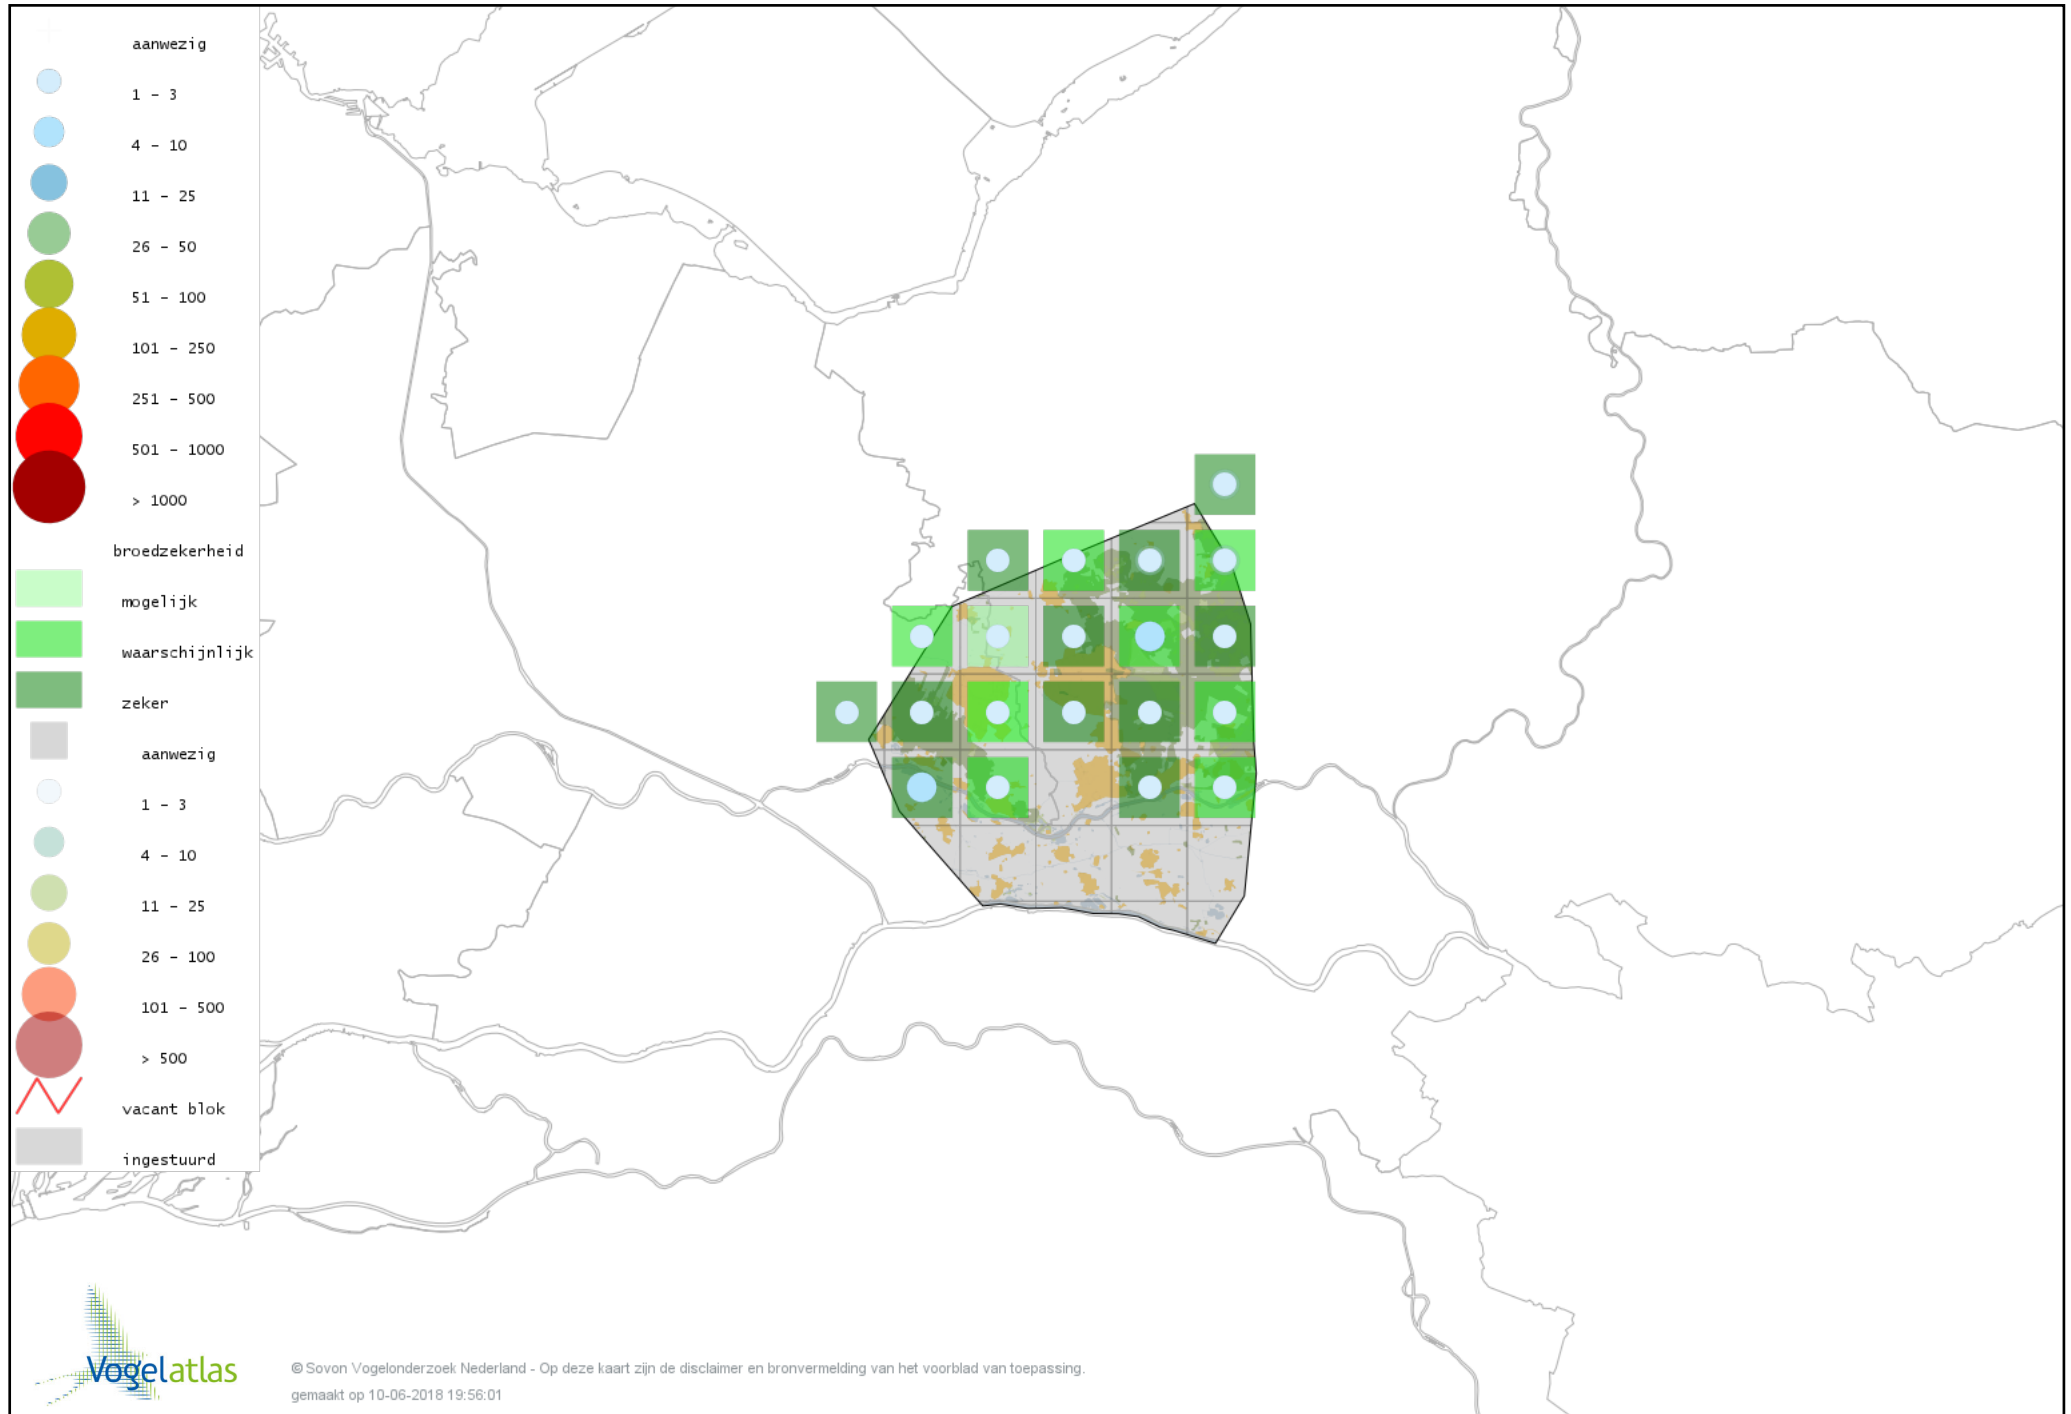 aanwezig
1 - 3
4 - 10
11 - 25
26 - 50
51 - 100
101 - 250
251 - 500
501 - 1000
> 1000
broedzekerheid
mogelijk
waarschijnlijk
zeker
aanwezig
1 - 3
4 - 10
11 - 25
26 - 100
101 - 500
> 500
vacant blok
ingestuurd
Vogelatlas
© Sovon Vogelonderzoek Nederland - Op deze kaart zijn de disclaimer en bronvermelding van het voorblad van toepassing.
gemaakt op 10-06-2018 19:56:01